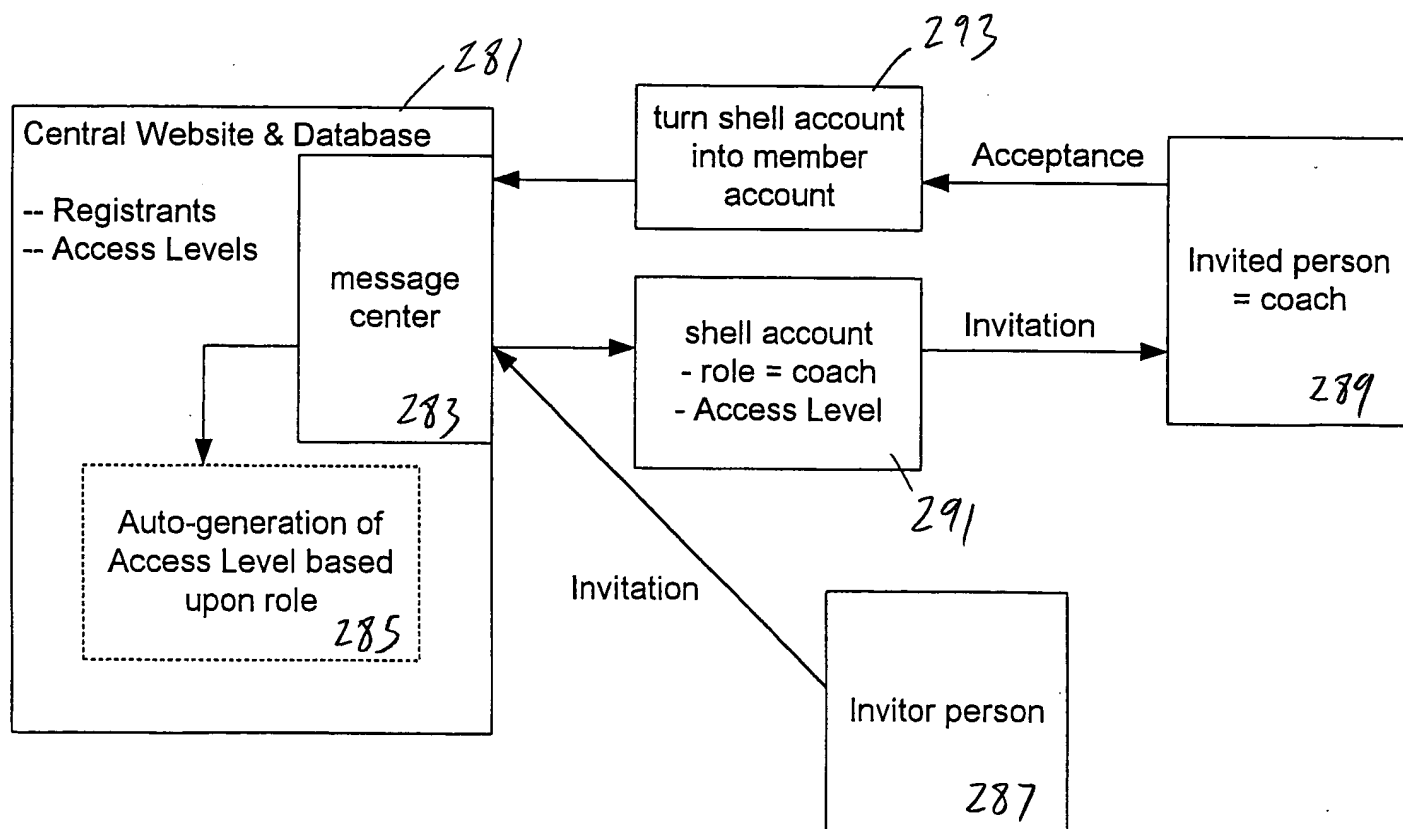 281
Central Website & Database
-- Registrants
-- Access Levels
message
center
283
Auto-generation of
Access Level based
upon role
285
293
turn shell account
into member
account
Acceptance
shell account
- role = coach
- Access Level
291
Invitation
Invited person
= coach
289
Invitation
Invitor person
287